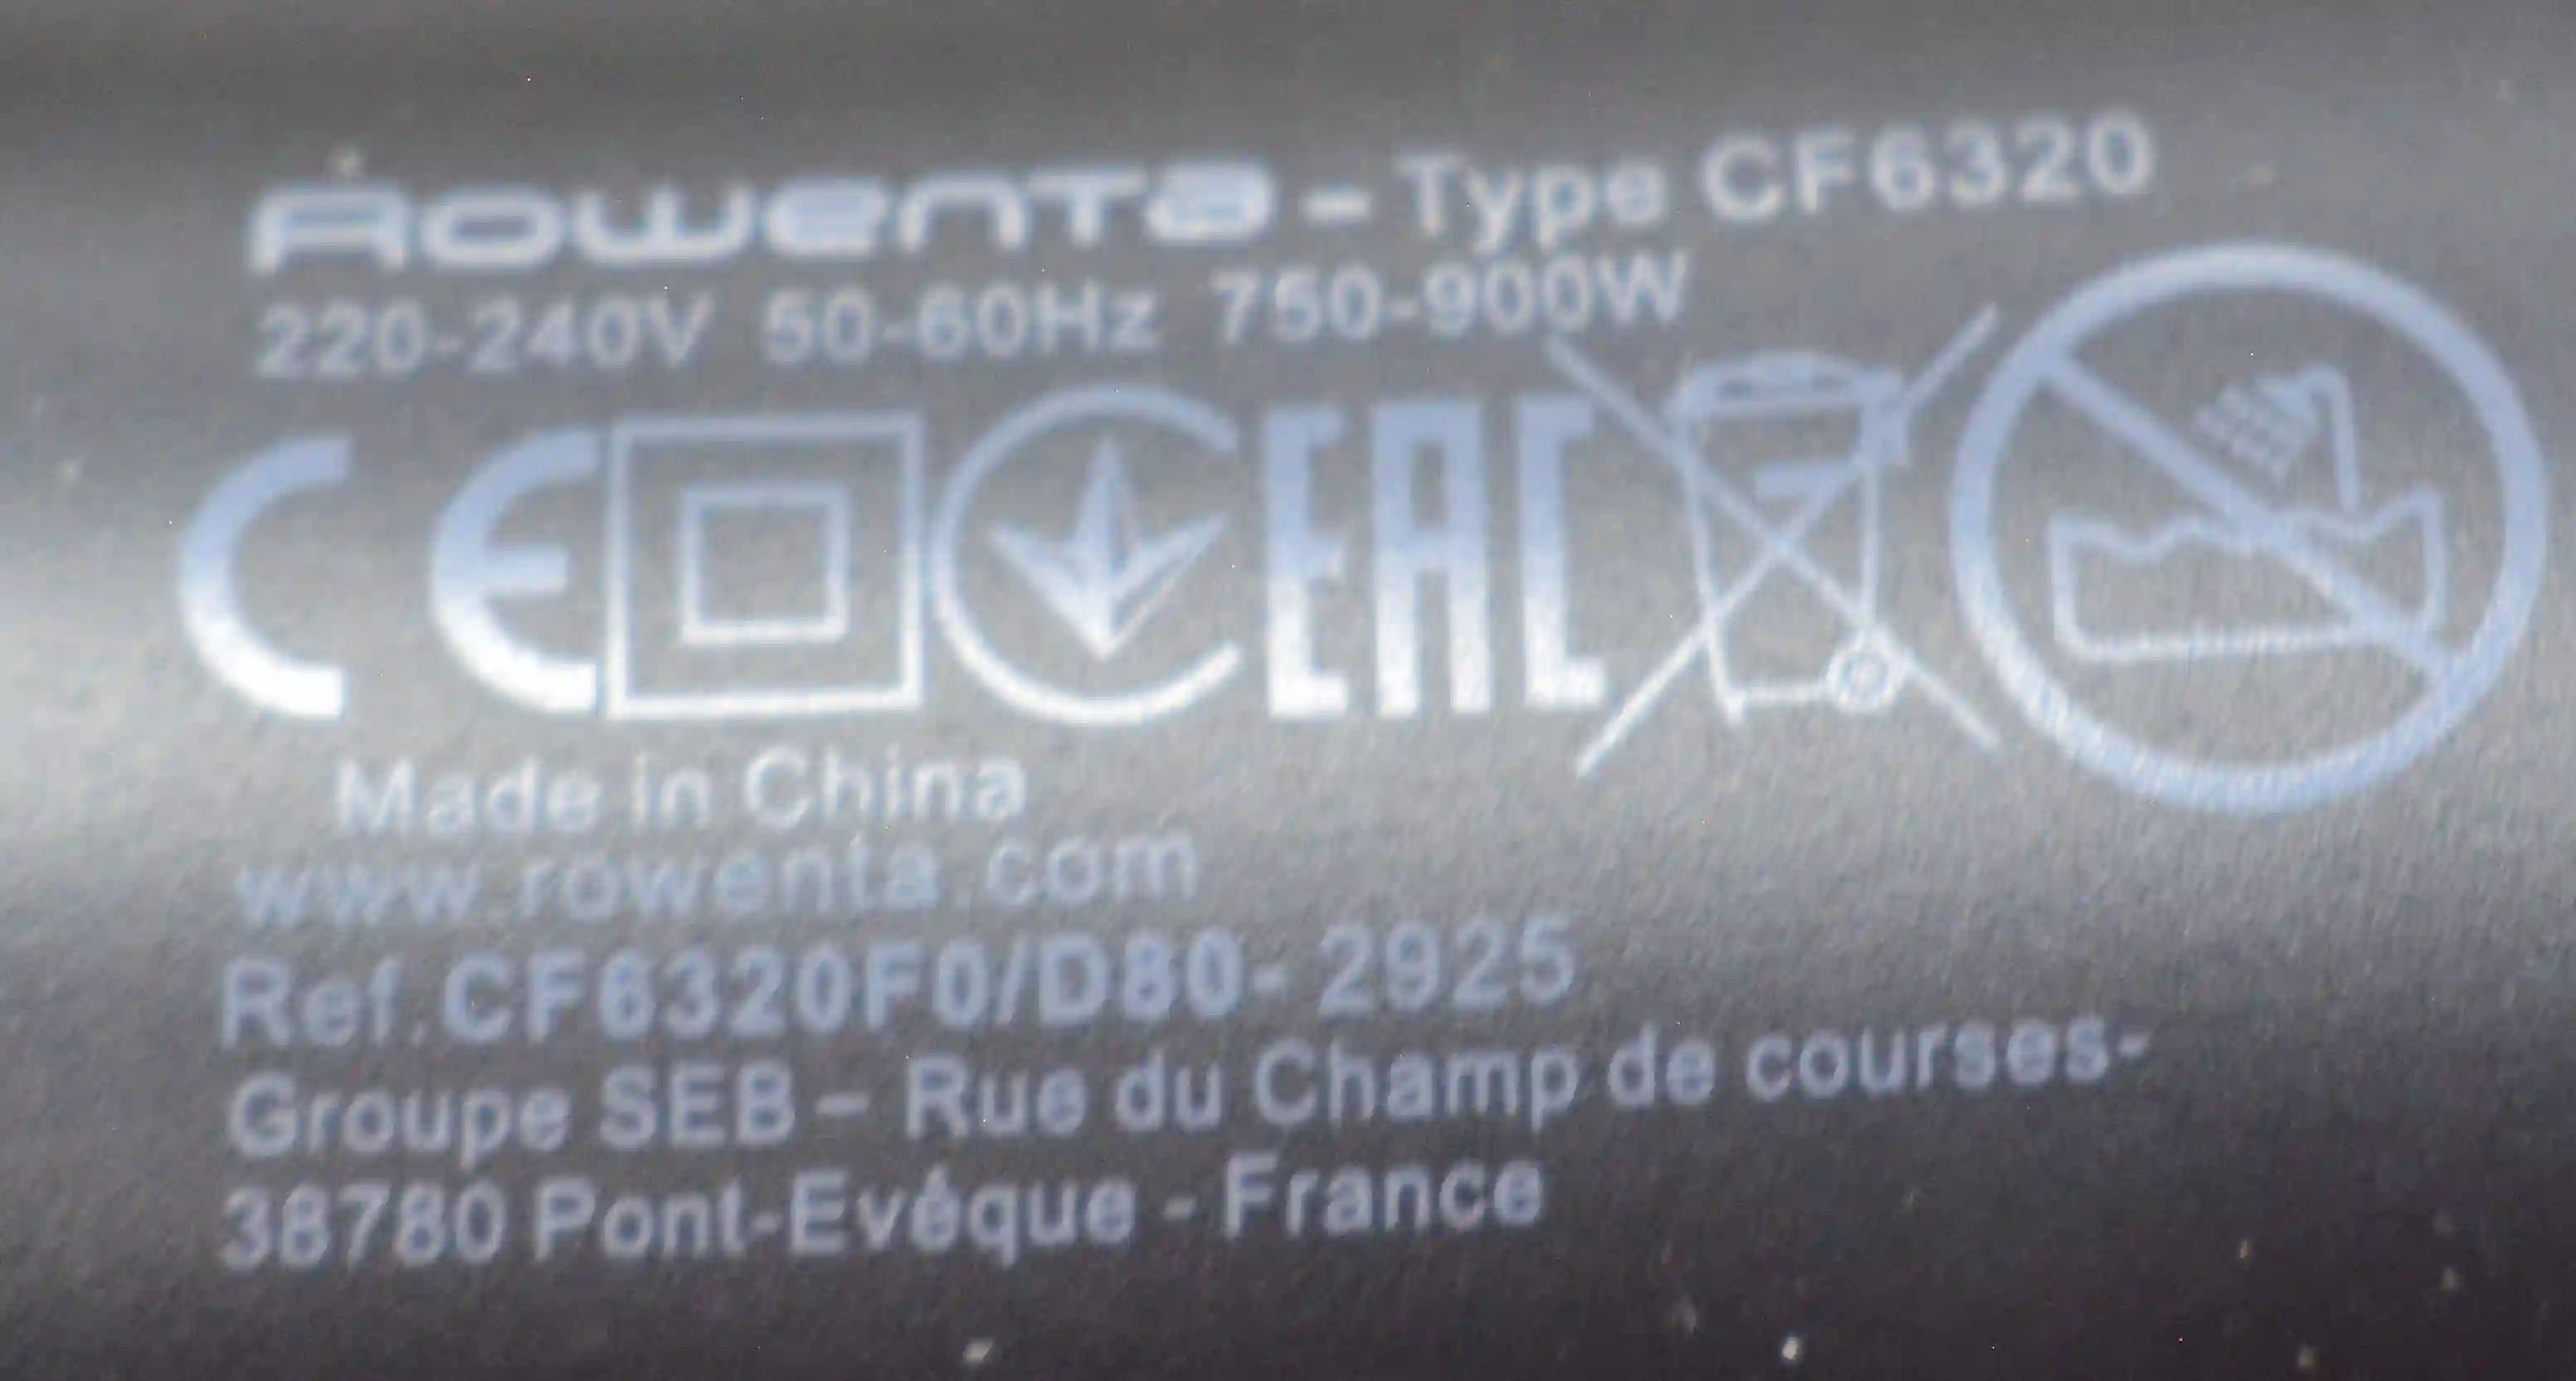 Rowenta - Type CF6320
220-240V 50-60Hz 750-900W
CE EAC
Made in China
www.rowenta.com
Ref.CF6320F0/D80- 2925
Groupe SEB – Rue du Champ de courses-
38780 Pont-Evêque - France